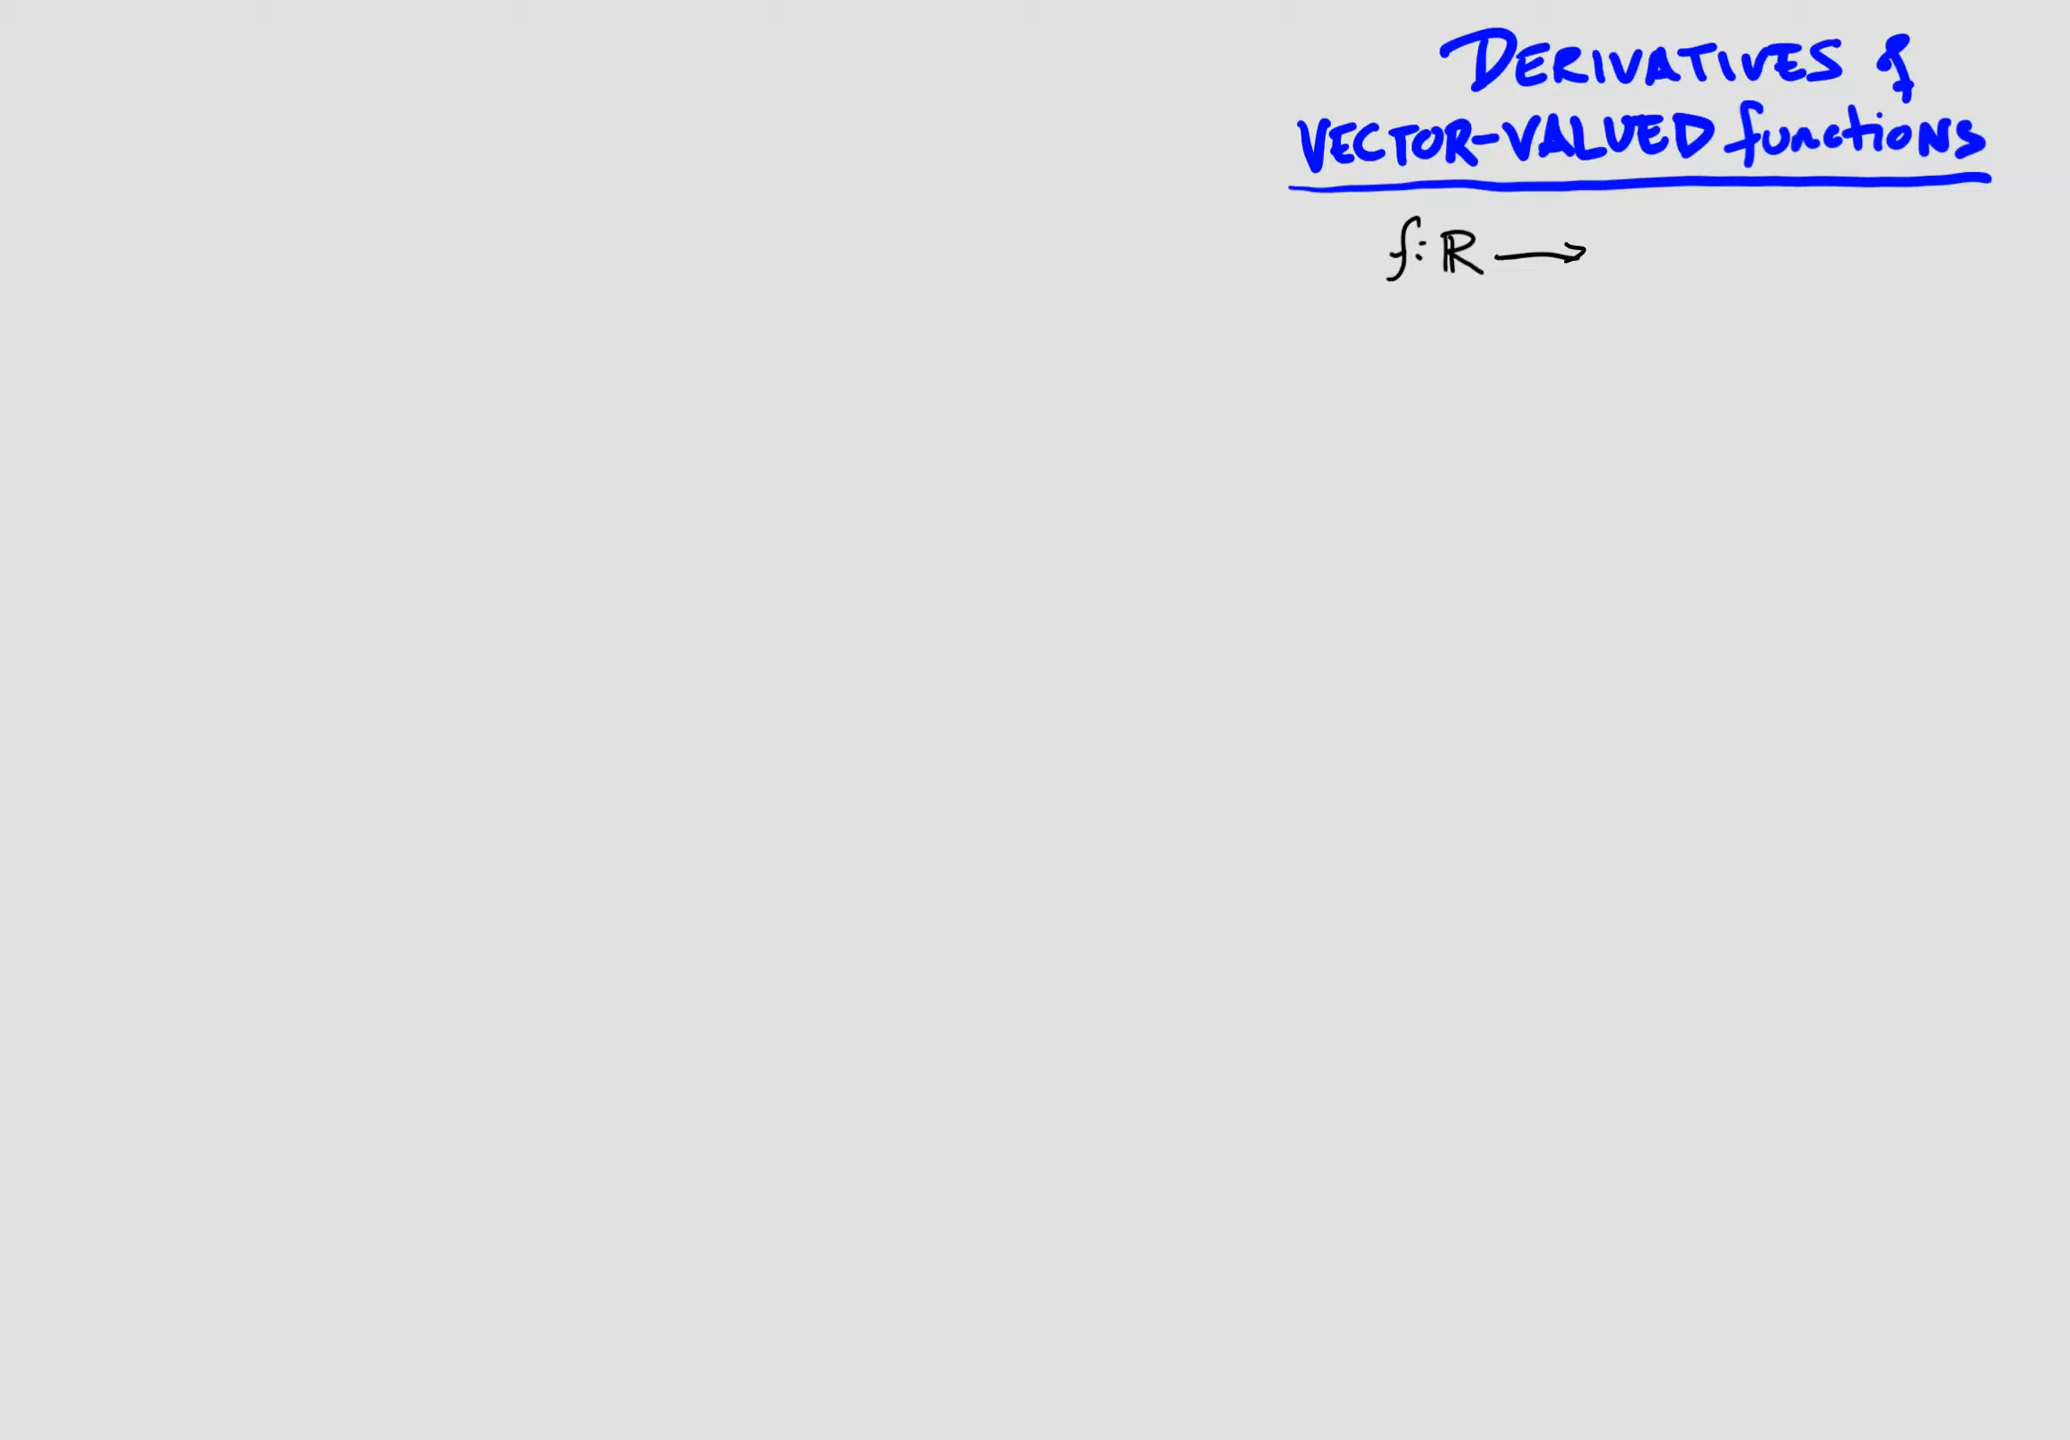 DERIVATIVES of
VECTOR-VALUED functions
f: ℝ ⟶